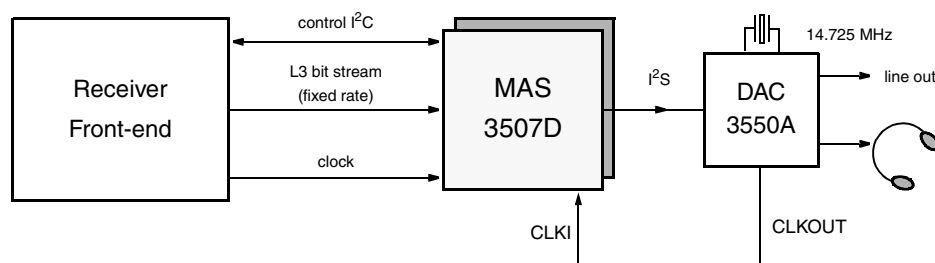 control I²C
14.725 MHz
L3 bit stream
(fixed rate)
Receiver
Front-end
MAS
3507D
I²S
DAC
3550A
line out
clock
CLKI
CLKOUT